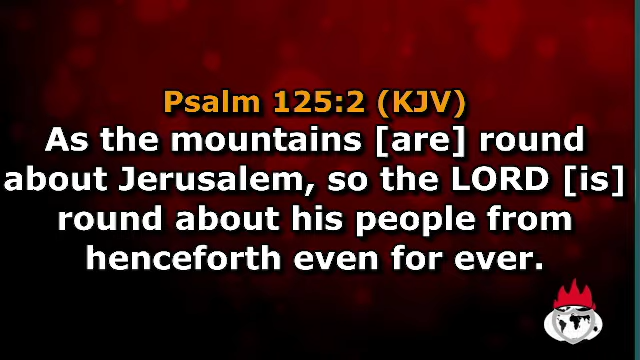 Psalm 125:2 (KJV)
As the mountains [are] round
about Jerusalem, so the LORD [is]
round about his people from
henceforth even for ever.